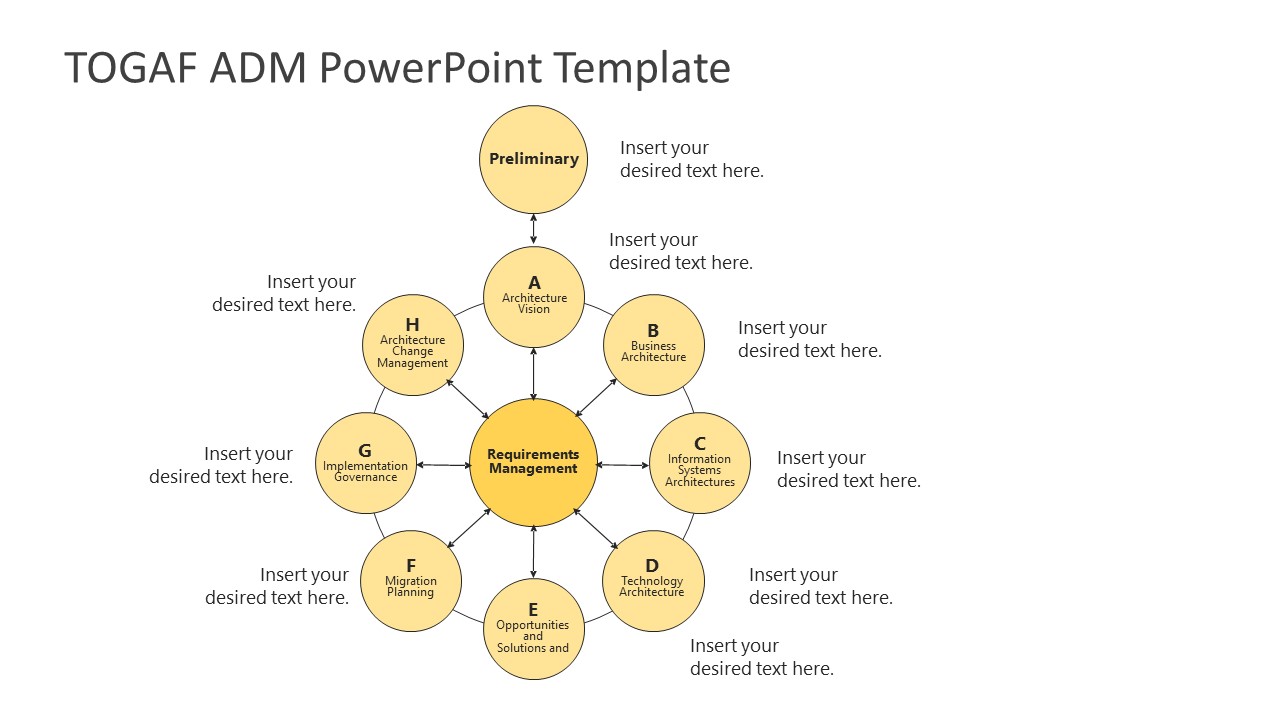 TOGAF ADM PowerPoint Template
Preliminary
Insert your
desired text here.
A
Architecture
Vision
Insert your
desired text here.
B
Business
Architecture
Insert your
desired text here.
C
Information
Systems
Architectures
Insert your
desired text here.
D
Technology
Architecture
Insert your
desired text here.
E
Opportunities
and
Solutions and
Insert your
desired text here.
F
Migration
Planning
Insert your
desired text here.
G
Implementation
Governance
Insert your
desired text here.
H
Architecture
Change
Management
Insert your
desired text here.
Requirements
Management